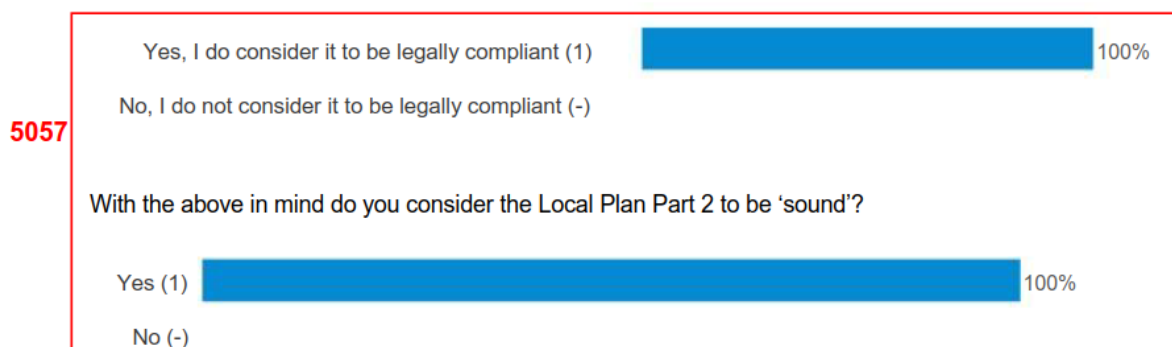 Yes, I do consider it to be legally compliant (1) 100%
No, I do not consider it to be legally compliant (-)
5057
With the above in mind do you consider the Local Plan Part 2 to be ‘sound’?
Yes (1) 100%
No (-)